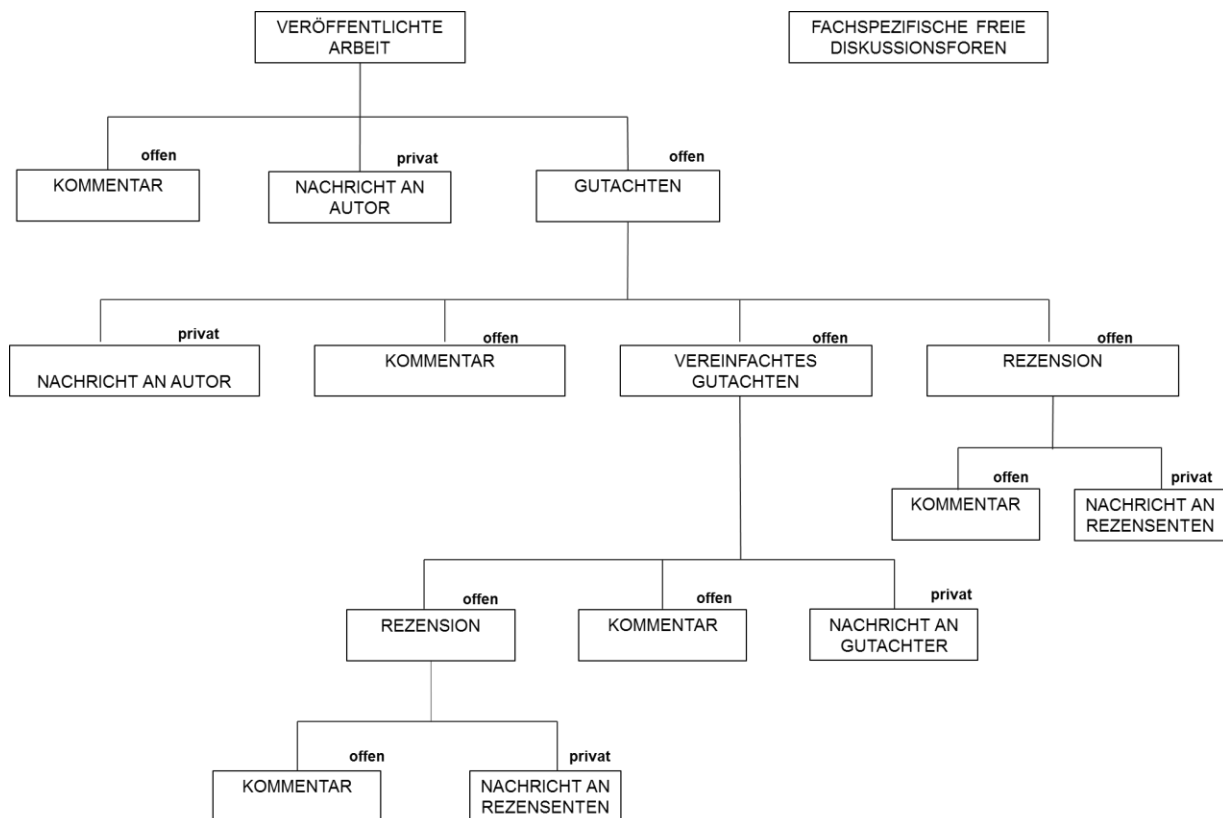 VERÖFFENTLICHTE
ARBEIT
FACHSPEZIFISCHE FREIE
DISKUSSIONSFOREN
offen
KOMMENTAR
privat
NACHRICHT AN
AUTOR
offen
GUTACHTEN
privat
NACHRICHT AN AUTOR
offen
KOMMENTAR
offen
VEREINFACHTES
GUTACHTEN
offen
REZENSION
offen
KOMMENTAR
privat
NACHRICHT AN
REZENSENTEN
offen
REZENSION
offen
KOMMENTAR
privat
NACHRICHT AN
GUTACHTER
offen
KOMMENTAR
privat
NACHRICHT AN
REZENSENTEN